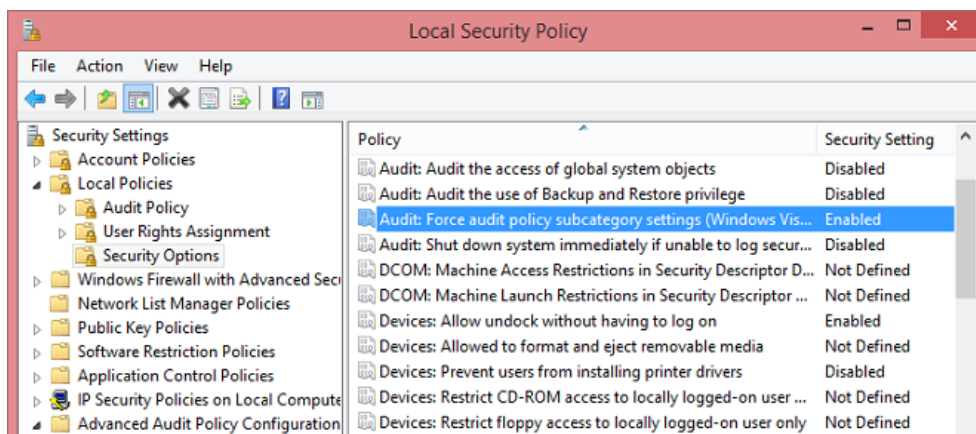 Local Security Policy
File Action View Help
Security Settings
Account Policies
Local Policies
Audit Policy
User Rights Assignment
Security Options
Windows Firewall with Advanced Secu
Network List Manager Policies
Public Key Policies
Software Restriction Policies
Application Control Policies
IP Security Policies on Local Compute
Advanced Audit Policy Configuration
Policy Security Setting
Audit: Audit the access of global system objects Disabled
Audit: Audit the use of Backup and Restore privilege Disabled
Audit: Force audit policy subcategory settings (Windows Vis... Enabled
Audit: Shut down system immediately if unable to log secur... Disabled
DCOM: Machine Access Restrictions in Security Descriptor D... Not Defined
DCOM: Machine Launch Restrictions in Security Descriptor ... Not Defined
Devices: Allow undock without having to log on Enabled
Devices: Allowed to format and eject removable media Not Defined
Devices: Prevent users from installing printer drivers Disabled
Devices: Restrict CD-ROM access to locally logged-on user ... Not Defined
Devices: Restrict floppy access to locally logged-on user only Not Defined